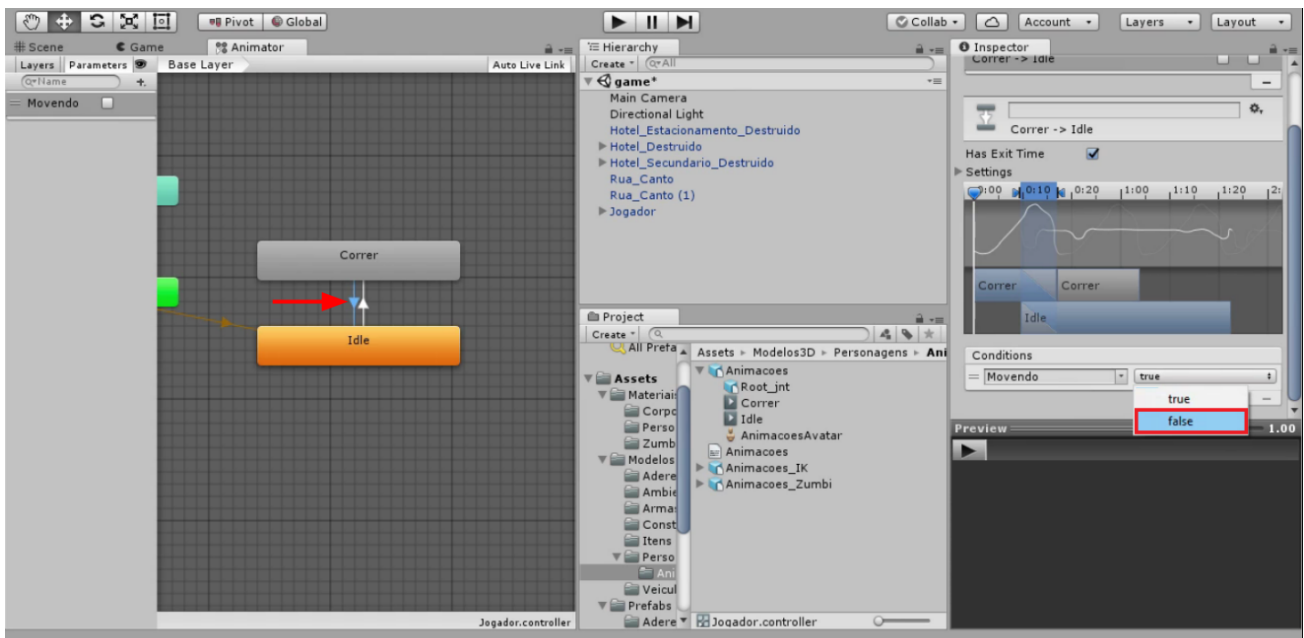 Pivot Global Collab Account Layers Layout
Scene Game Animator
Layers Parameters Base Layer Auto Live Link
Name
Movendo
Correr
Idle
Jogador.controller
Hierarchy
Create All
game*
Main Camera
Directional Light
Hotel_Estacionamento_Destruido
Hotel_Destruido
Hotel_Secundario_Destruido
Rua_Canto
Rua_Canto (1)
Jogador
Project
Create
All Prefa
Assets
Materiais
Corpo
Perso
Zumb
Modelos
Adere
Ambie
Armas
Const
Itens
Perso
Ani
Veicul
Prefabs
Adere
Assets Modelos3D Personagens Ani
Animacoes
Root_jnt
Correr
Idle
AnimacoesAvatar
Animacoes
Animacoes_IK
Animacoes_Zumbi
Jogador.controller
Inspector
Correr -> Idle
Correr -> Idle
Has Exit Time
Settings
0:00 0:10 0:20 1:00 1:10 1:20 2:
Correr Correr
Idle
Conditions
Movendo true
true
false
Preview 1.00